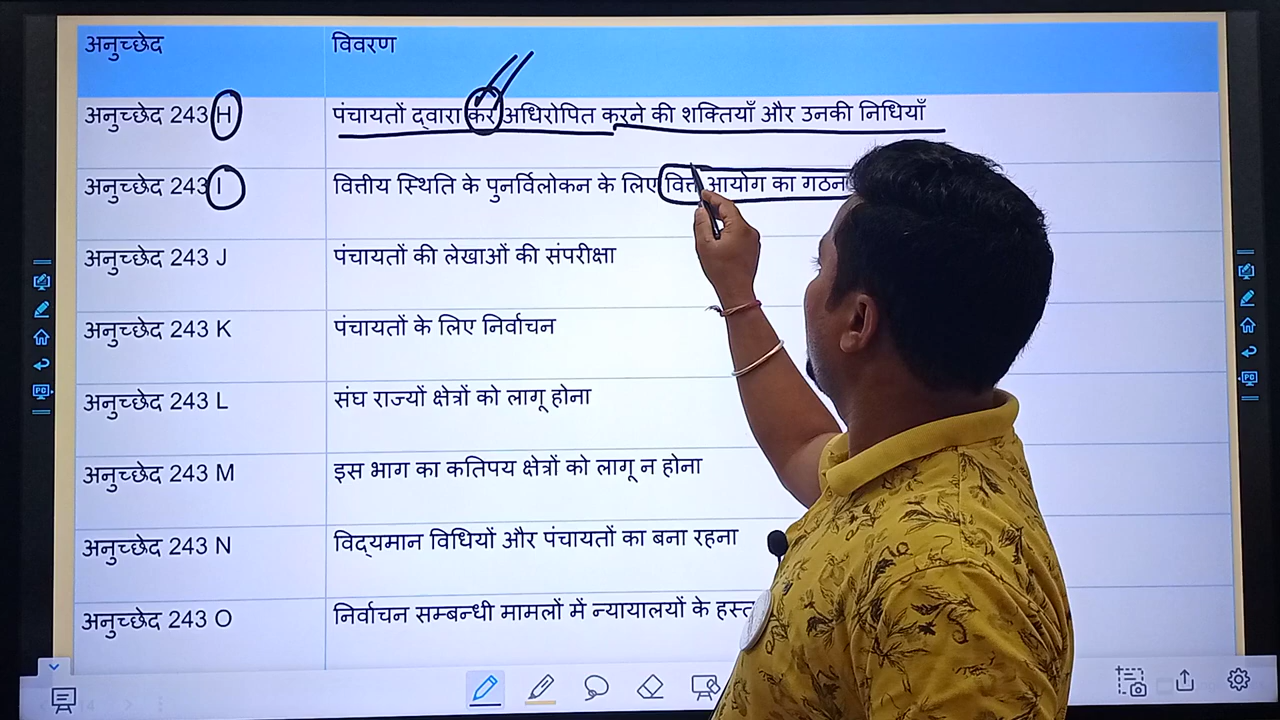 अनुच्छेद विवरण
अनुच्छेद 243 H पंचायतों द्वारा कर अधिरोपित करने की शक्तियाँ और उनकी निधियाँ
अनुच्छेद 243 I वित्तीय स्थिति के पुनर्विलोकन के लिए वित्त आयोग का गठन
अनुच्छेद 243 J पंचायतों की लेखाओं की संपरीक्षा
अनुच्छेद 243 K पंचायतों के लिए निर्वाचन
अनुच्छेद 243 L संघ राज्यों क्षेत्रों को लागू होना
अनुच्छेद 243 M इस भाग का कतिपय क्षेत्रों को लागू न होना
अनुच्छेद 243 N विद्यमान विधियों और पंचायतों का बना रहना
अनुच्छेद 243 O निर्वाचन सम्बन्धी मामलों में न्यायालयों के